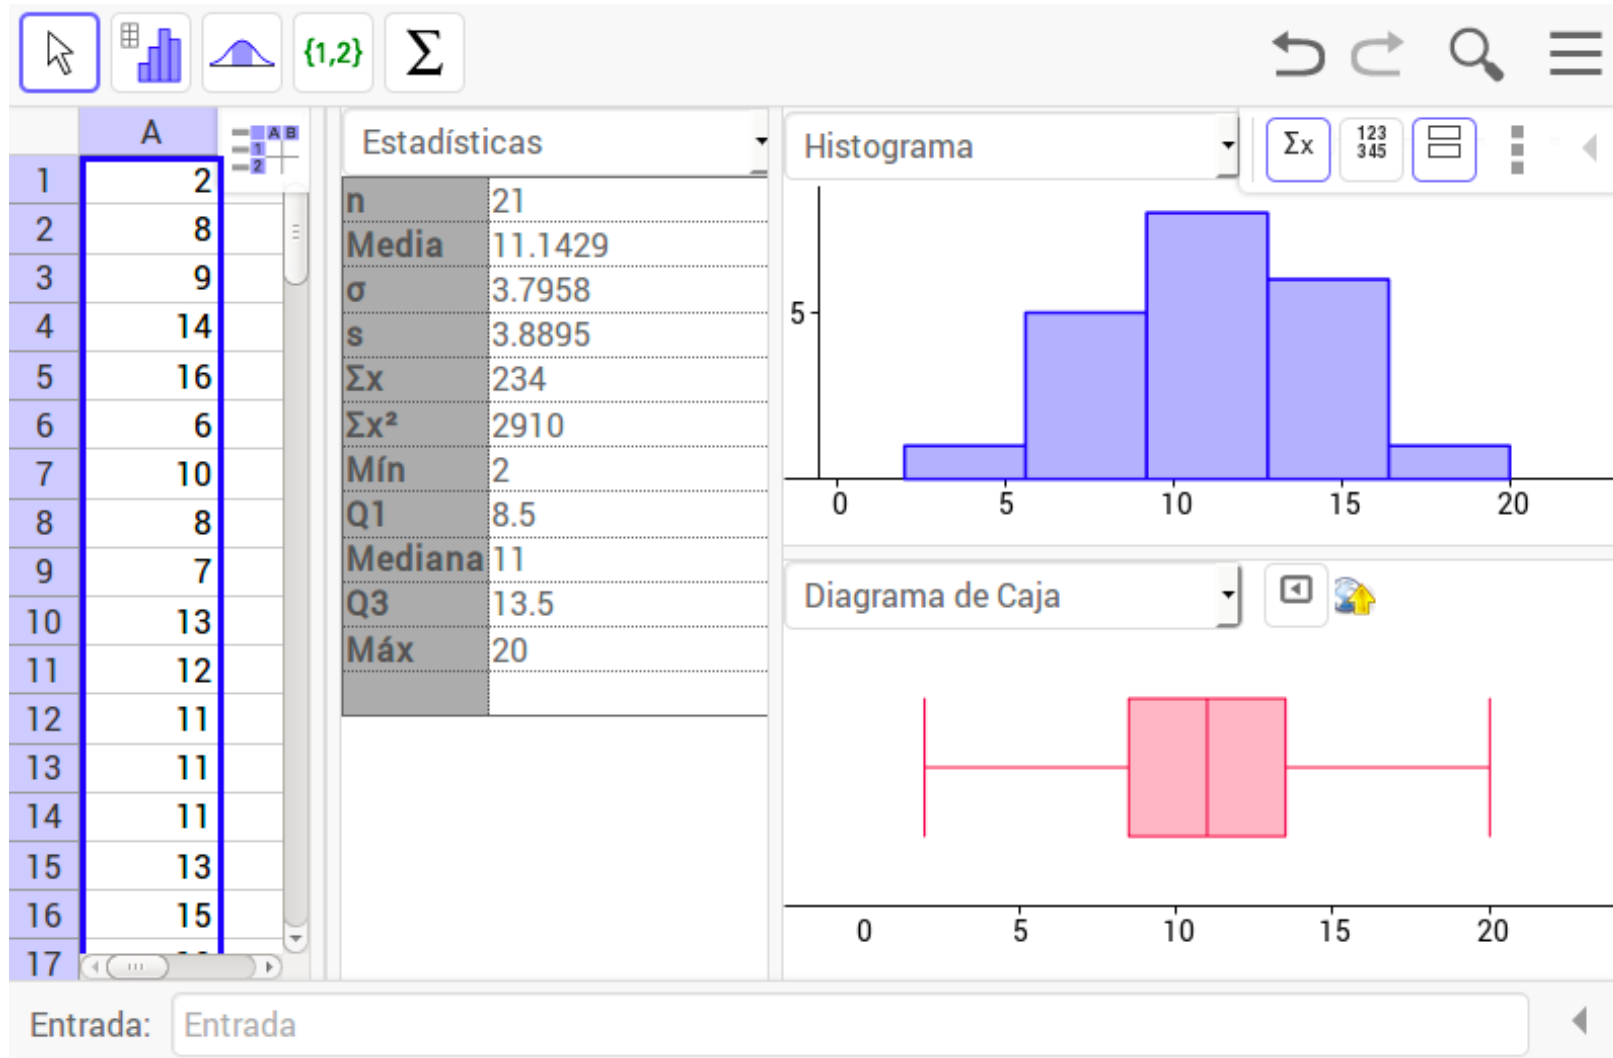 {1,2} Σ
A
A B
1
2
Estadísticas
Histograma
Σx
123
345
1 2
2 8
3 9
4 14
5 16
6 6
7 10
8 8
9 7
10 13
11 12
12 11
13 11
14 11
15 13
16 15
17
n 21
Media 11.1429
σ 3.7958
s 3.8895
Σx 234
Σx² 2910
Mín 2
Q1 8.5
Mediana 11
Q3 13.5
Máx 20
5
0 5 10 15 20
Diagrama de Caja
0 5 10 15 20
Entrada: Entrada